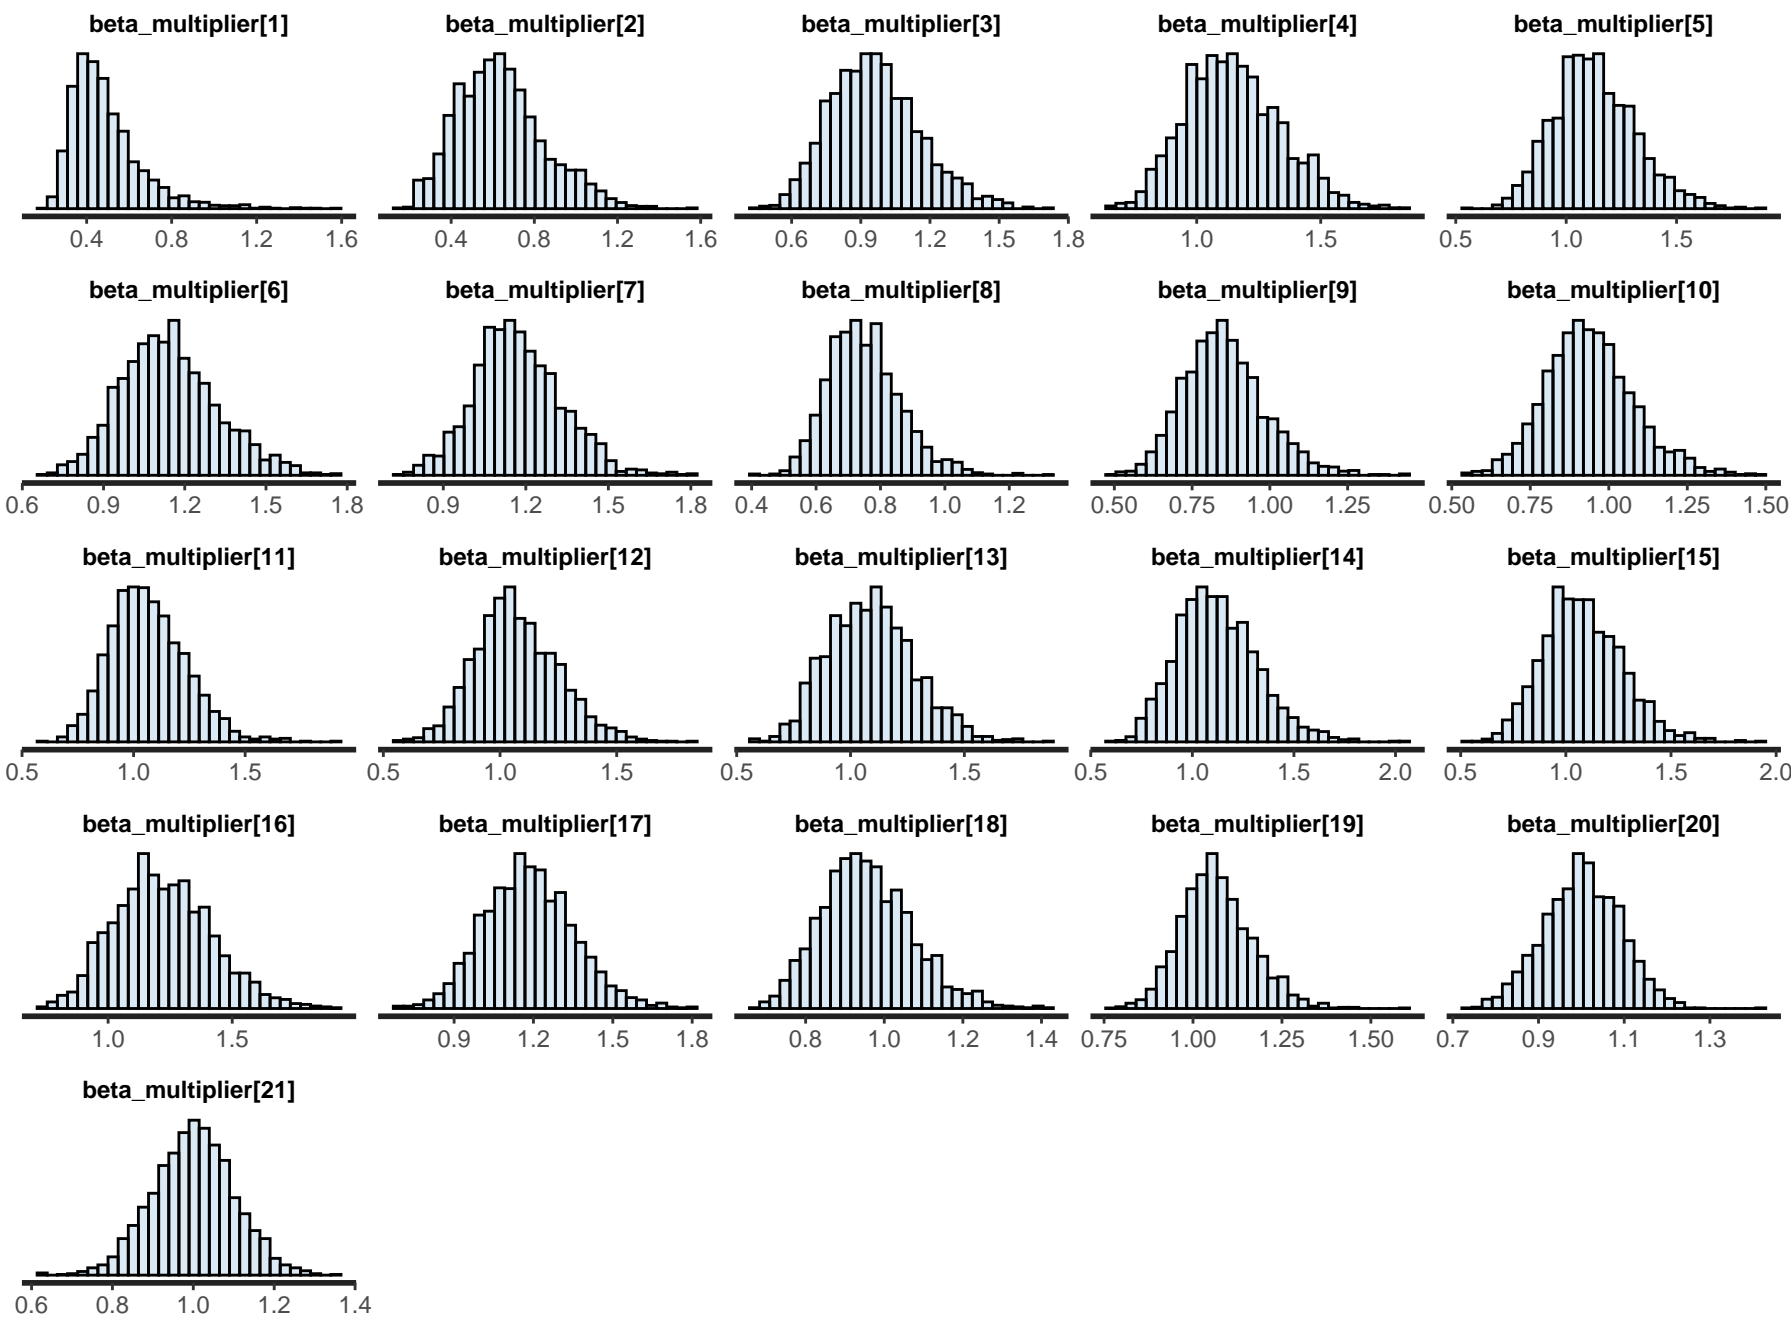 beta_multiplier[1] beta_multiplier[2] beta_multiplier[3] beta_multiplier[4] beta_multiplier[5]
0.4 0.8 1.2 1.6 0.4 0.8 1.2 1.6 0.6 0.9 1.2 1.5 1.8 1.0 1.5 0.5 1.0 1.5
beta_multiplier[6] beta_multiplier[7] beta_multiplier[8] beta_multiplier[9] beta_multiplier[10]
0.6 0.9 1.2 1.5 1.8 0.9 1.2 1.5 1.8 0.4 0.6 0.8 1.0 1.2 0.50 0.75 1.00 1.25 0.50 0.75 1.00 1.25 1.50
beta_multiplier[11] beta_multiplier[12] beta_multiplier[13] beta_multiplier[14] beta_multiplier[15]
0.5 1.0 1.5 0.5 1.0 1.5 0.5 1.0 1.5 0.5 1.0 1.5 2.0 0.5 1.0 1.5 2.0
beta_multiplier[16] beta_multiplier[17] beta_multiplier[18] beta_multiplier[19] beta_multiplier[20]
1.0 1.5 0.9 1.2 1.5 1.8 0.8 1.0 1.2 1.4 0.75 1.00 1.25 1.50 0.7 0.9 1.1 1.3
beta_multiplier[21]
0.6 0.8 1.0 1.2 1.4